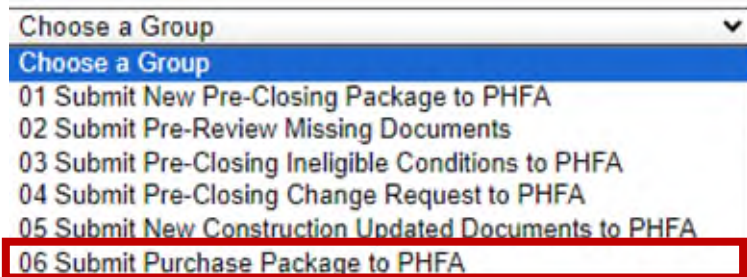 Choose a Group
Choose a Group
01 Submit New Pre-Closing Package to PHFA
02 Submit Pre-Review Missing Documents
03 Submit Pre-Closing Ineligible Conditions to PHFA
04 Submit Pre-Closing Change Request to PHFA
05 Submit New Construction Updated Documents to PHFA
06 Submit Purchase Package to PHFA